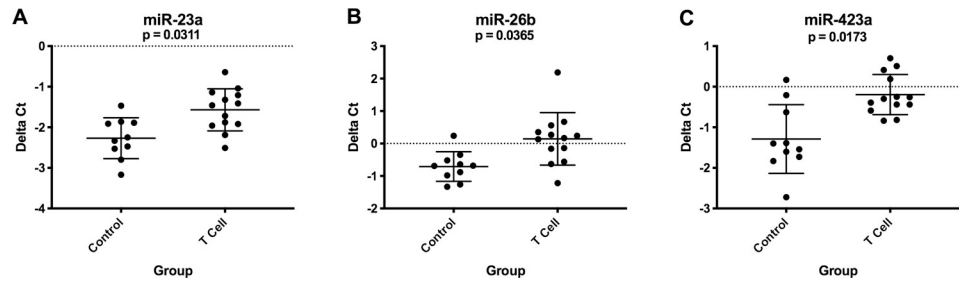 A
miR-23a
p = 0.0311
0
-1
-2
-3
-4
Delta Ct
Control
T Cell
Group
B
miR-26b
p = 0.0365
3
2
1
0
-1
-2
Delta Ct
Control
T Cell
Group
C
miR-423a
p = 0.0173
1
0
-1
-2
-3
Delta Ct
Control
T Cell
Group